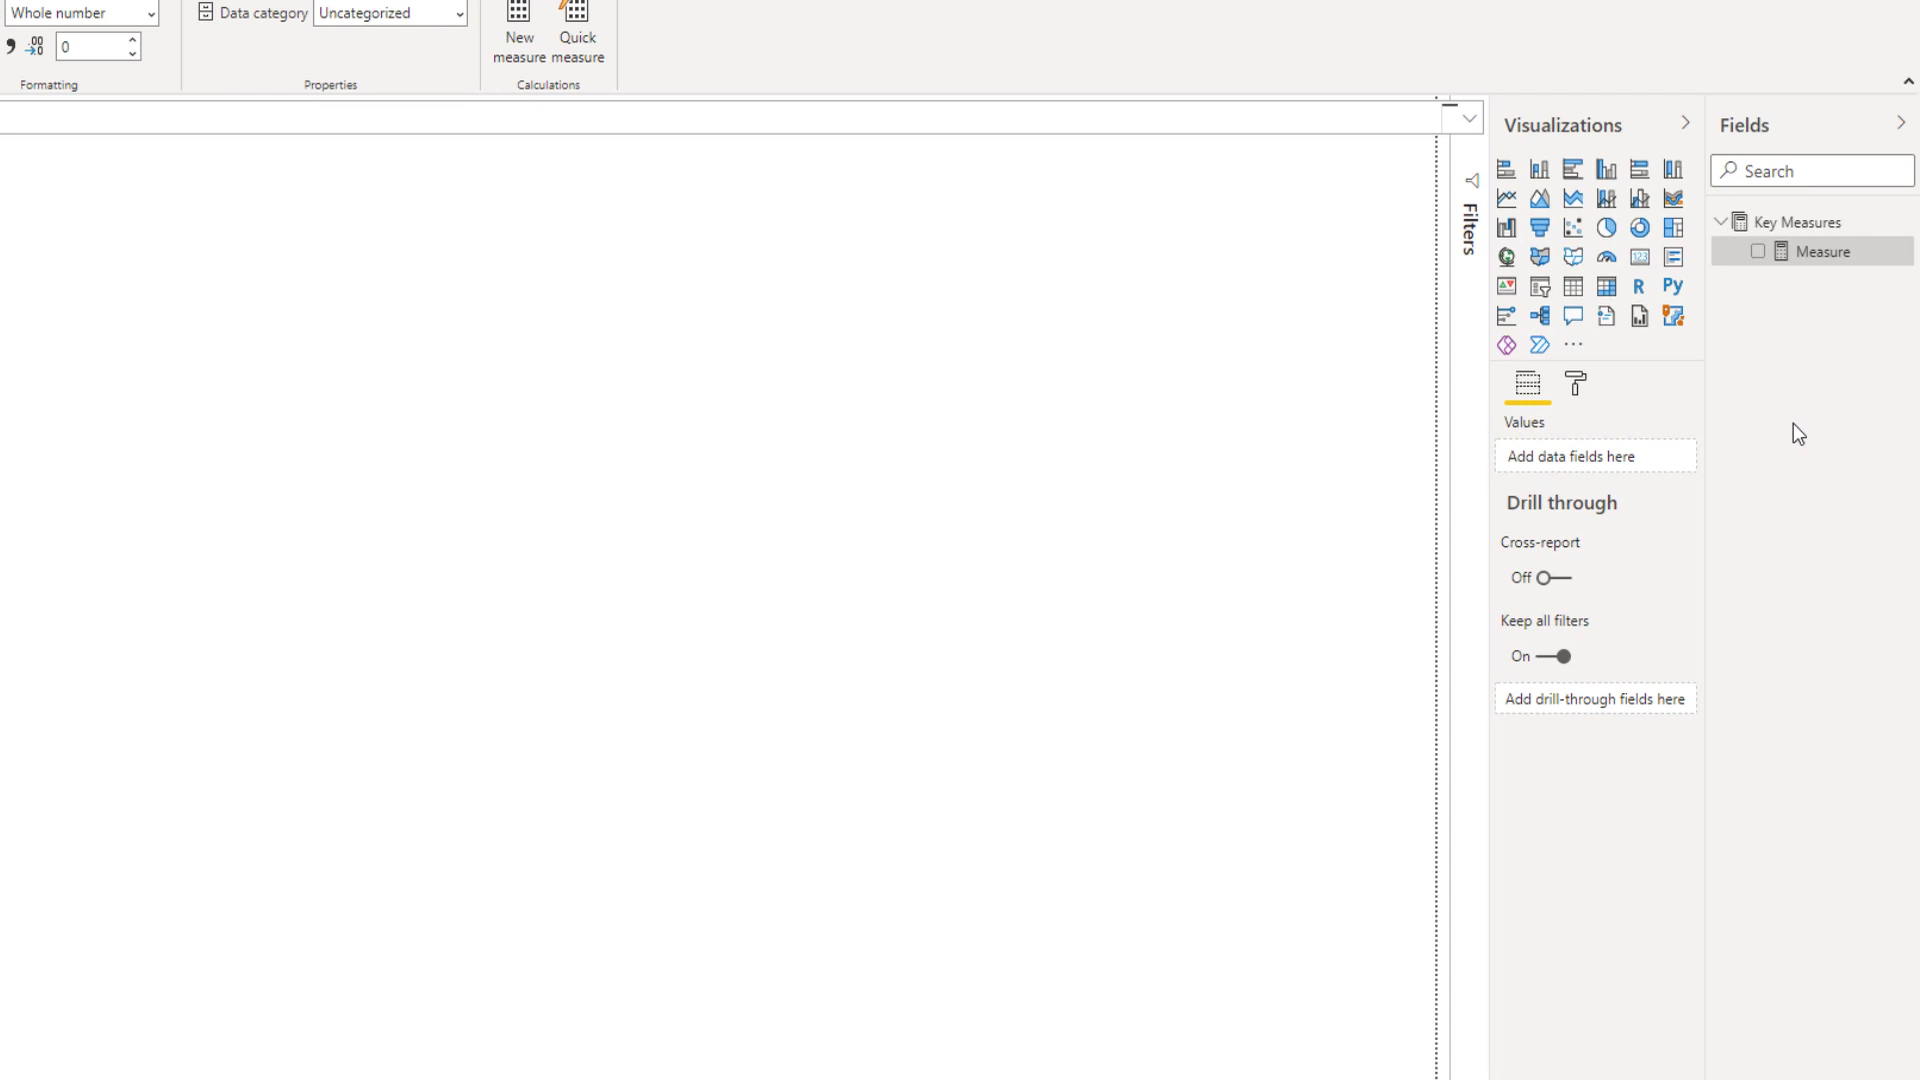 Whole number
Data category
Uncategorized
New measure
Quick measure
0
Formatting
Properties
Calculations
Visualizations
Fields
Search
Filters
Key Measures
Measure
R
Py
Values
Add data fields here
Drill through
Cross-report
Off
Keep all filters
On
Add drill-through fields here